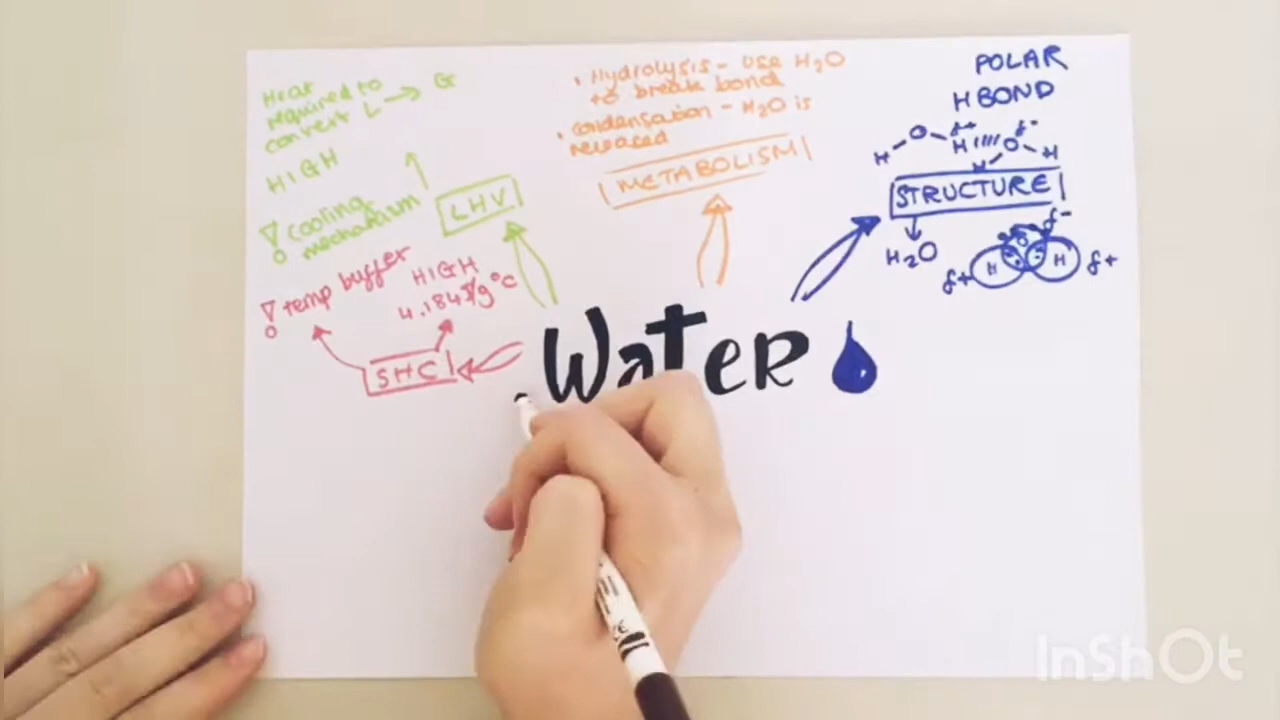 Heat
required to
convert L → G
HIGH
! cooling
mechanism
LHV
• Hydrolysis - use H₂O
to break bond
• condensation - H₂O is
released
METABOLISM
POLAR
H BOND
H O H δ+ δ-
H O H
STRUCTURE
H₂O
δ-
δ+ H O H δ+
! temp buffer
HIGH
4.184J/g°C
SHC
Water
InShOt